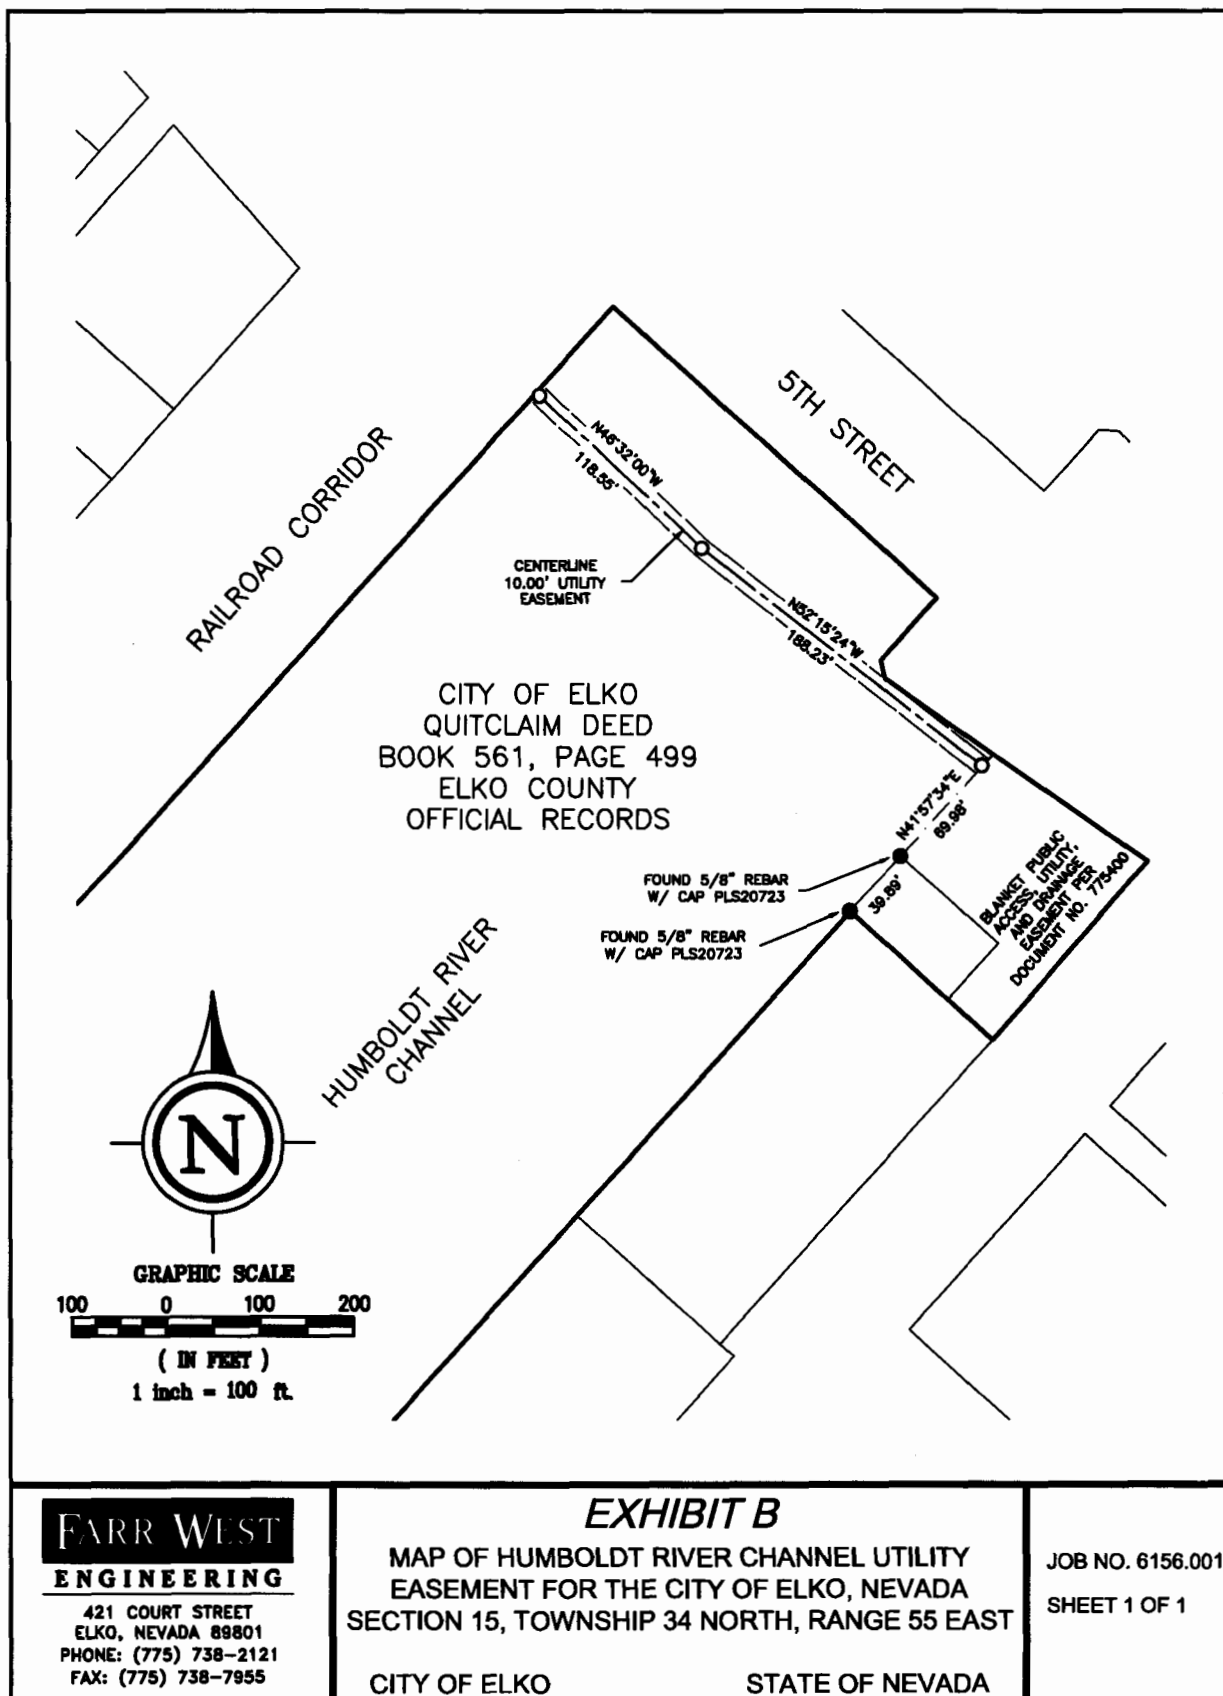 5TH STREET
RAILROAD CORRIDOR
N46°32'00"W
118.55'
CENTERLINE
10.00' UTILITY
EASEMENT
N52°15'24"W
188.23'
CITY OF ELKO
QUITCLAIM DEED
BOOK 561, PAGE 499
ELKO COUNTY
OFFICIAL RECORDS
N41°57'34"E
69.98'
FOUND 5/8" REBAR
W/ CAP PLS20723
39.89'
FOUND 5/8" REBAR
W/ CAP PLS20723
BLANKET PUBLIC
ACCESS, UTILITY,
AND DRAINAGE
EASEMENT PER
DOCUMENT NO. 775400
HUMBOLDT RIVER
CHANNEL
N
GRAPHIC SCALE
100 0 100 200
( IN FEET )
1 inch = 100 ft.
FARR WEST
ENGINEERING
421 COURT STREET
ELKO, NEVADA 89801
PHONE: (775) 738-2121
FAX: (775) 738-7955
EXHIBIT B
MAP OF HUMBOLDT RIVER CHANNEL UTILITY
EASEMENT FOR THE CITY OF ELKO, NEVADA
SECTION 15, TOWNSHIP 34 NORTH, RANGE 55 EAST
CITY OF ELKO STATE OF NEVADA
JOB NO. 6156.001
SHEET 1 OF 1